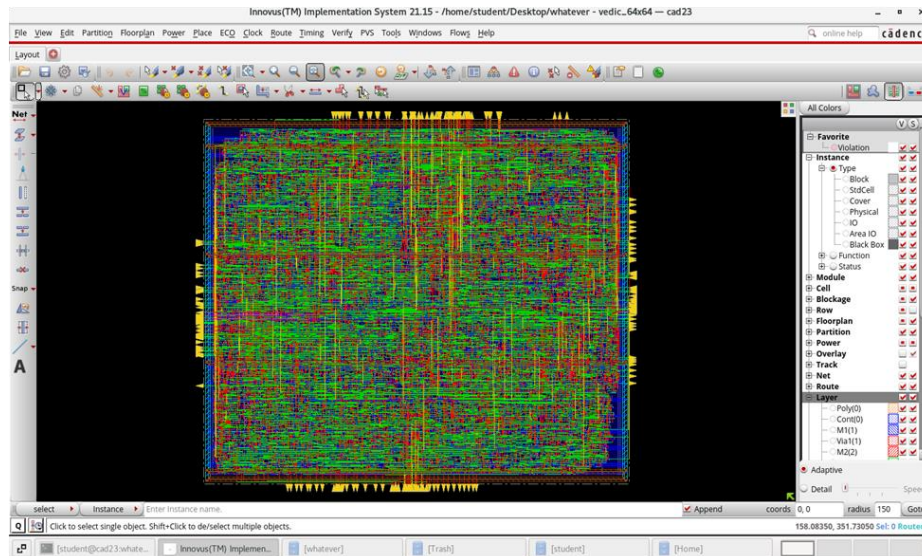 Innovus(TM) Implementation System 21.15 - /home/student/Desktop/whatever - vedic_64x64 — cad23
File View Edit Partition Floorplan Power Place ECO Clock Route Timing Verify PVS Tools Windows Flows Help
online help cādenc
Layout
All Colors
Net
V S
Favorite
Violation
Instance
Type
Block
StdCell
Cover
Physical
IO
Area IO
Black Box
Function
Status
Module
Cell
Blockage
Row
Floorplan
Partition
Power
Overlay
Track
Net
Route
Layer
Poly(0)
Cont(0)
M1(1)
Via1(1)
M2(2)
Snap
A
Adaptive
Detail Spee
select Instance Enter Instance name. Append coords 0, 0 radius 150 Goto
Q Click to select single object. Shift+Click to de/select multiple objects. 158.08350, 351.73050 Sel: 0 Routed
[student@cad23:whate... Innovus(TM) Implemen... [whatever] [Trash] [student] [Home]